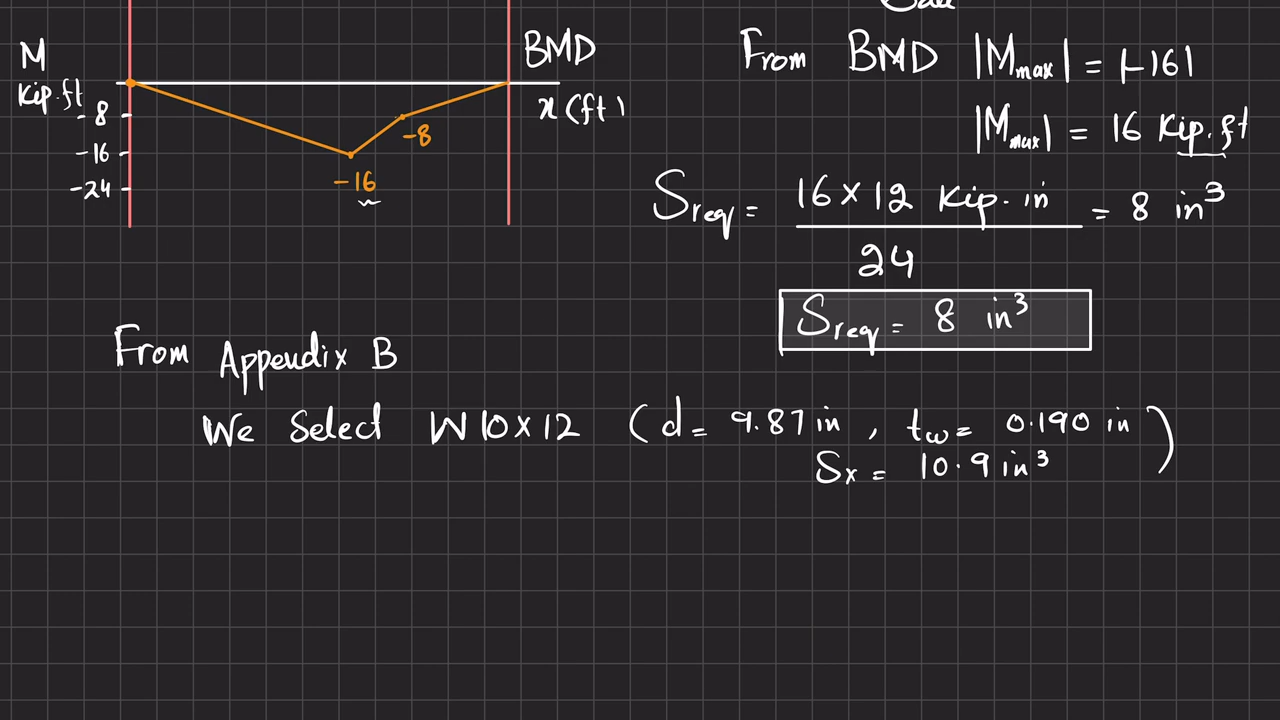 M
Kip.ft
-8
-16
-24
BMD
x (ft)
-8
-16
From BMD |Mmax| = |-16|
|Mmax| = 16 Kip.ft
Sreq = 16 × 12 Kip.in / 24 = 8 in³
Sreq = 8 in³
From Appendix B
We Select W10×12 (d = 9.87 in, tw = 0.190 in
Sx = 10.9 in³)